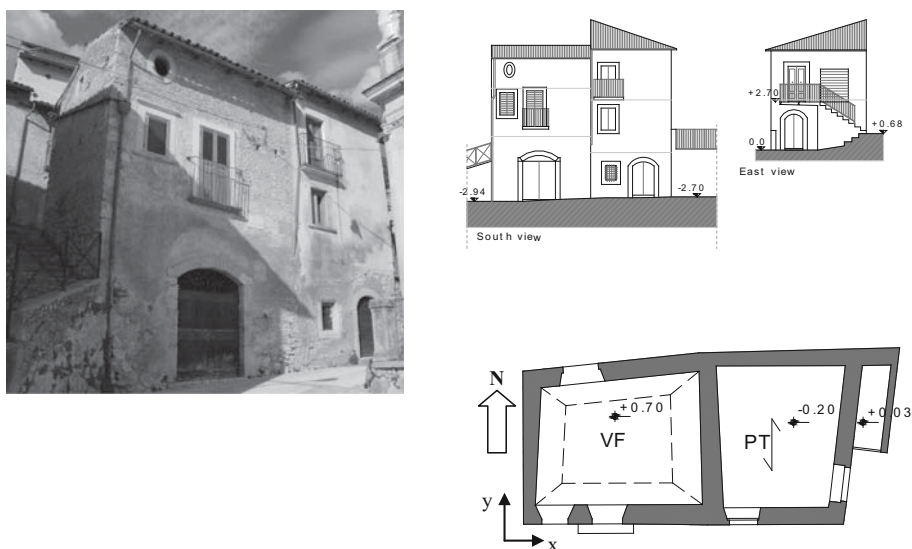 +2.70
0.0
+0.68
East view
-2.94
-2.70
South view
N
+0.70
VF
-0.20
PT
+0.03
y
x